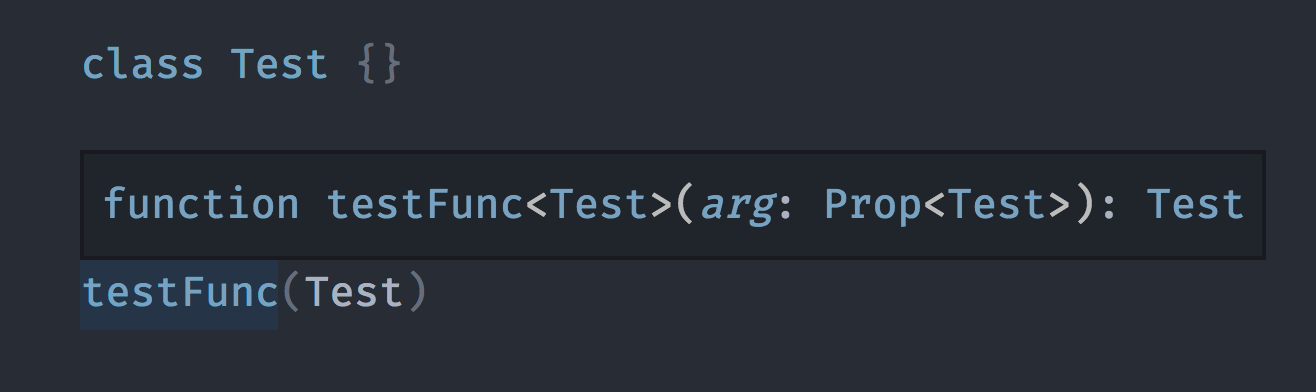 class Test {}
function testFunc<Test>(arg: Prop<Test>): Test
testFunc(Test)